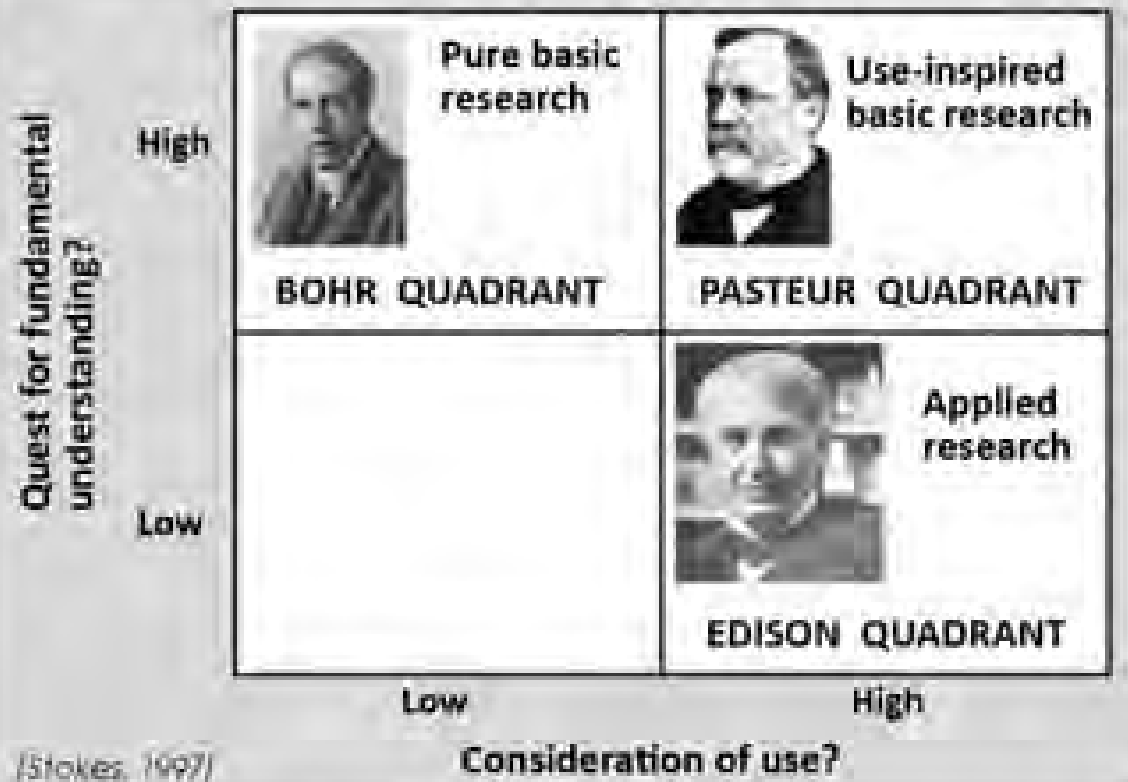 Pure basic
research
Use-inspired
basic research
High
BOHR QUADRANT
PASTEUR QUADRANT
Quest for fundamental
understanding?
Applied
research
Low
EDISON QUADRANT
Low
High
Consideration of use?
(Stokes, 1997)